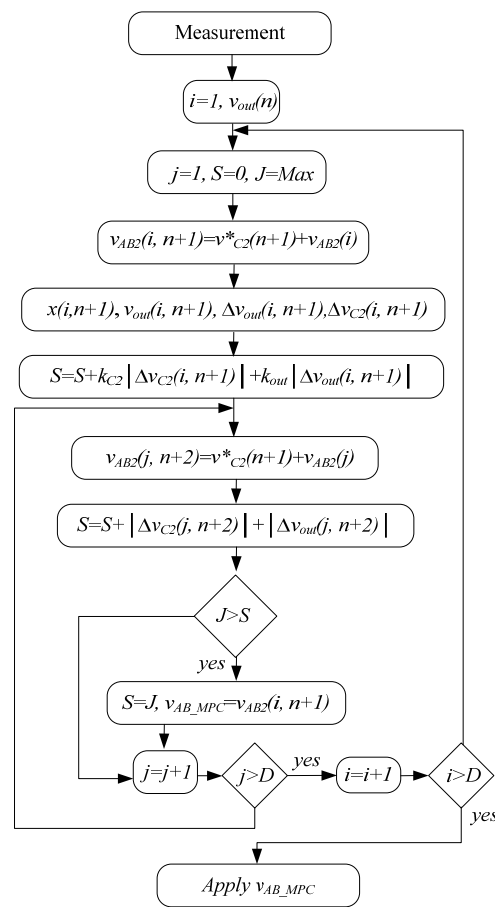 Measurement
i=1, v_out(n)
j=1, S=0, J=Max
v_AB2(i, n+1)=v*_C2(n+1)+v_AB2(i)
x(i,n+1), v_out(i, n+1), Δv_out(i, n+1),Δv_C2(i, n+1)
S=S+k_C2|Δv_C2(i, n+1)|+k_out|Δv_out(i, n+1)|
v_AB2(j, n+2)=v*_C2(n+1)+v_AB2(j)
S=S+|Δv_C2(j, n+2)|+|Δv_out(j, n+2)|
J>S
yes
S=J, v_AB_MPC=v_AB2(i, n+1)
j=j+1
j>D
yes
i=i+1
i>D
yes
Apply v_AB_MPC